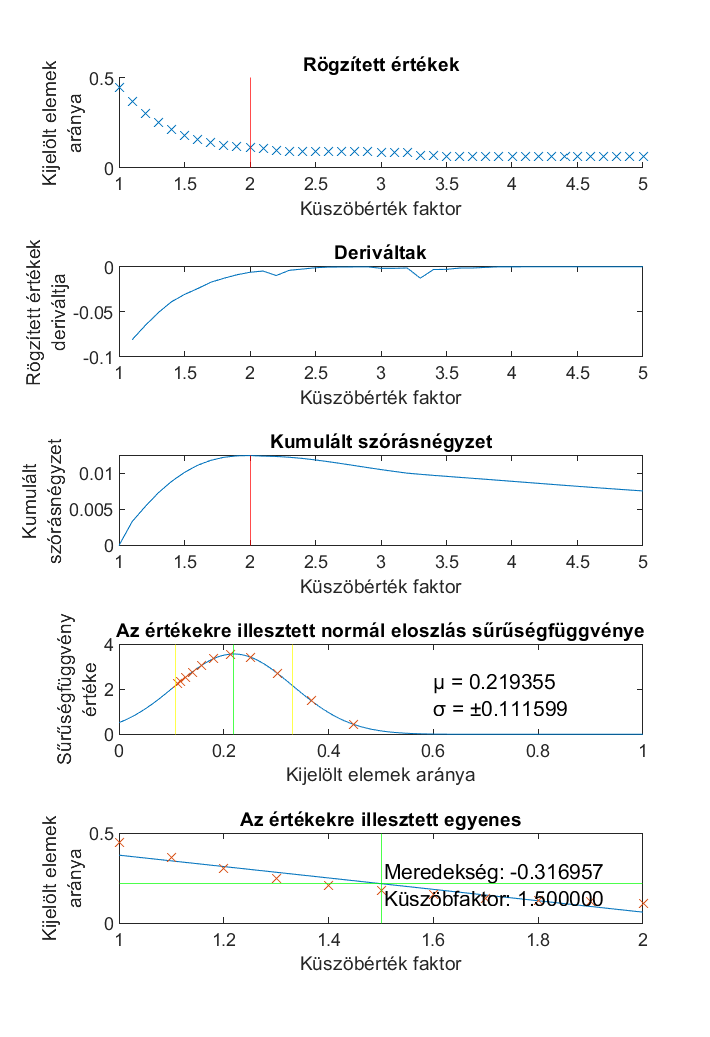 Rögzített értékek
Kijelölt elemek
aránya
0.5
0
1 1.5 2 2.5 3 3.5 4 4.5 5
Küszöbérték faktor
Deriváltak
Rögzített értékek
deriváltja
0
-0.05
-0.1
1 1.5 2 2.5 3 3.5 4 4.5 5
Küszöbérték faktor
Kumulált szórásnégyzet
Kumulált
szórásnégyzet
0.01
0.005
0
1 1.5 2 2.5 3 3.5 4 4.5 5
Küszöbérték faktor
Az értékekre illesztett normál eloszlás sűrűségfüggvénye
Sűrűségfüggvény
értéke
4
2
0
μ = 0.219355
σ = ±0.111599
0 0.2 0.4 0.6 0.8 1
Kijelölt elemek aránya
Az értékekre illesztett egyenes
Kijelölt elemek
aránya
0.5
0
Meredekség: -0.316957
Küszöbfaktor: 1.500000
1 1.2 1.4 1.6 1.8 2
Küszöbérték faktor